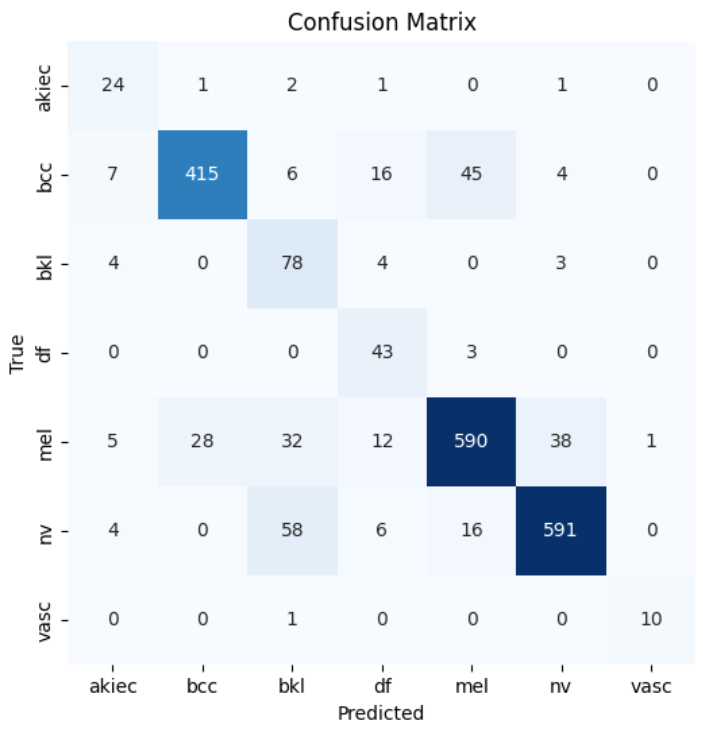 Confusion Matrix
akiec 24 1 2 1 0 1 0
bcc 7 415 6 16 45 4 0
bkl 4 0 78 4 0 3 0
df 0 0 0 43 3 0 0
mel 5 28 32 12 590 38 1
nv 4 0 58 6 16 591 0
vasc 0 0 1 0 0 0 10
True
akiec bcc bkl df mel nv vasc
Predicted